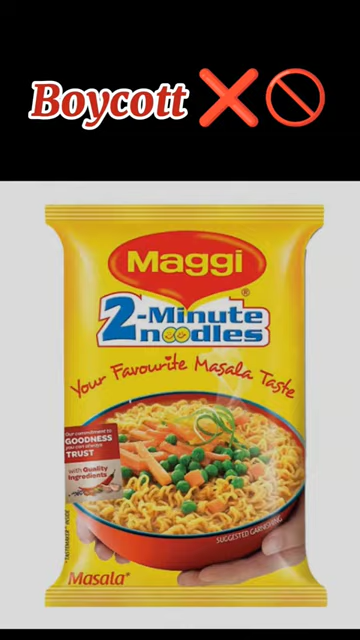 Boycott ❌🚫
Maggi
®
2-Minute
noodles
Your Favourite Masala Taste
Our commitment to
GOODNESS
you can always
TRUST
with Quality
Ingredients
SUGGESTED GARNISHING
Masala*